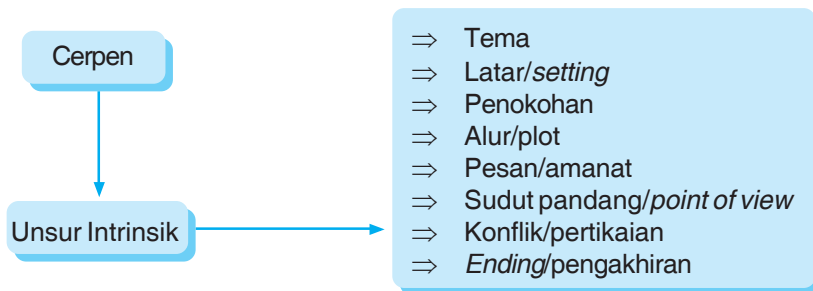 Cerpen
Unsur Intrinsik
⇒ Tema
⇒ Latar/setting
⇒ Penokohan
⇒ Alur/plot
⇒ Pesan/amanat
⇒ Sudut pandang/point of view
⇒ Konflik/pertikaian
⇒ Ending/pengakhiran